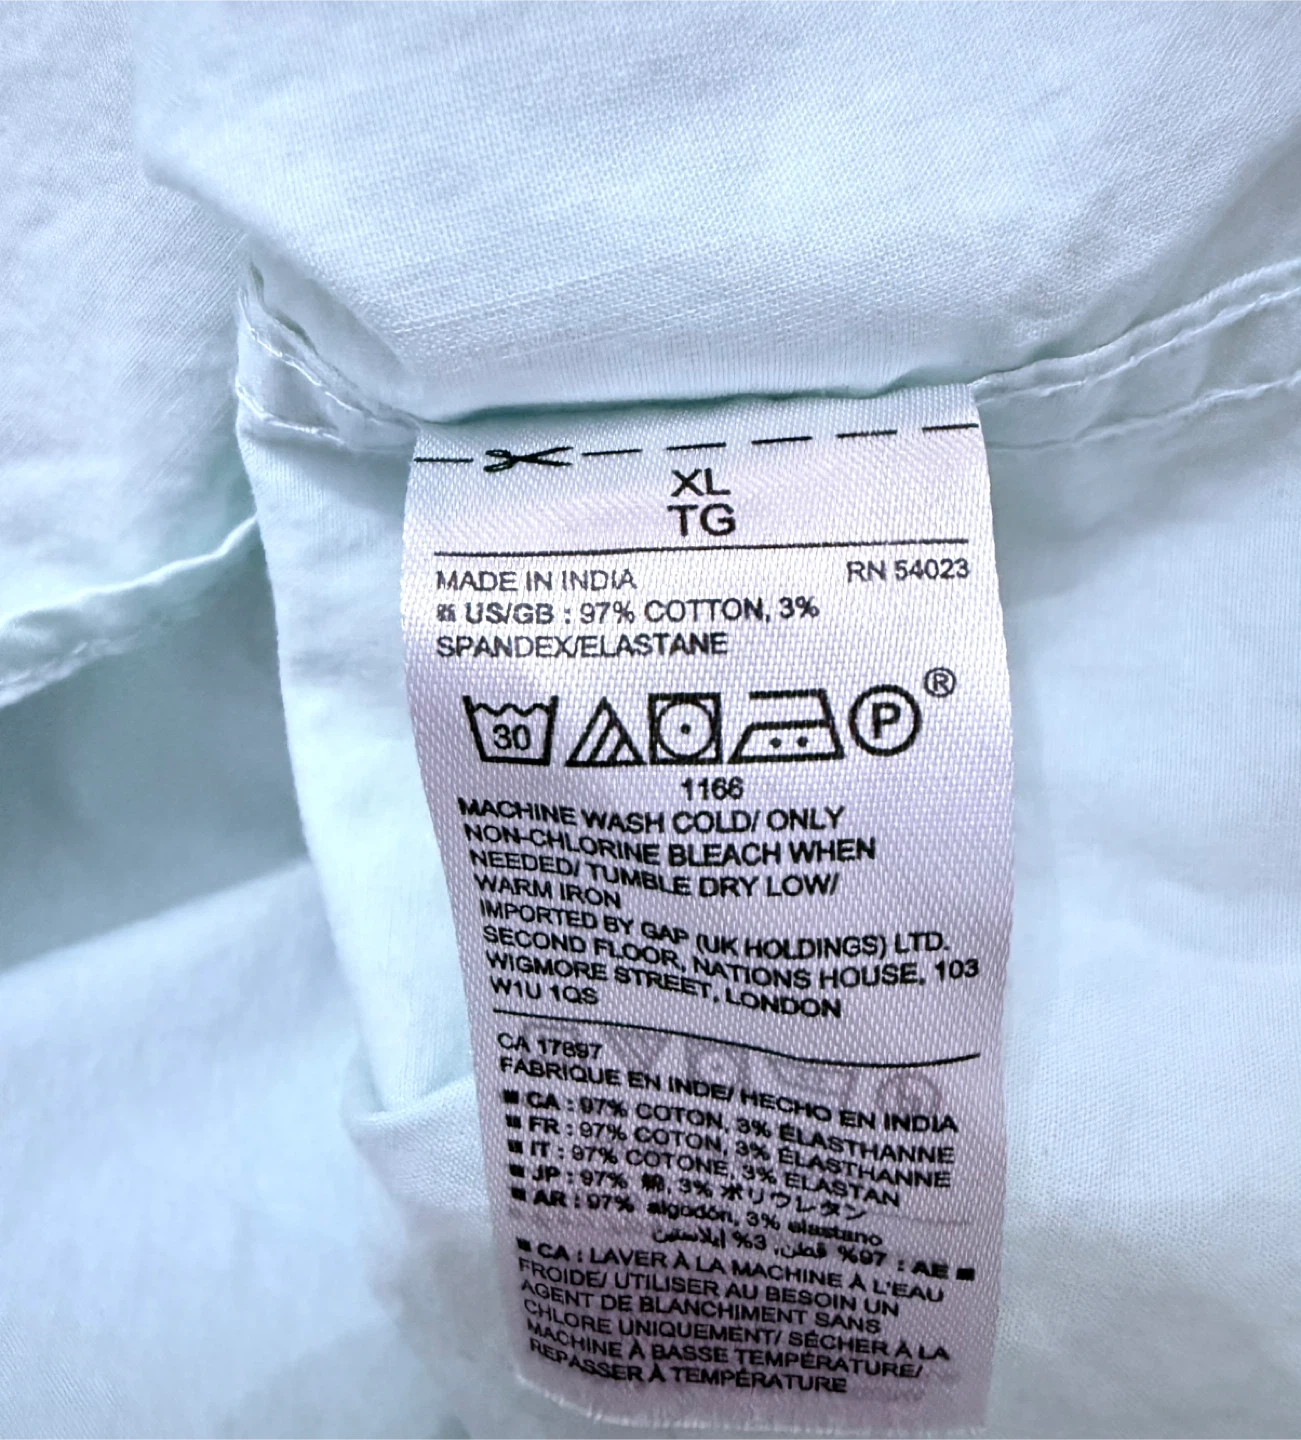 XL
TG
MADE IN INDIA RN 54023
US/GB : 97% COTTON, 3%
SPANDEX/ELASTANE
30 P ®
1166
MACHINE WASH COLD/ ONLY
NON-CHLORINE BLEACH WHEN
NEEDED/ TUMBLE DRY LOW/
WARM IRON
IMPORTED BY GAP (UK HOLDINGS) LTD.
SECOND FLOOR, NATIONS HOUSE, 103
WIGMORE STREET, LONDON
W1U 1QS
CA 17897
FABRIQUE EN INDE/ HECHO EN INDIA
■ CA : 97% COTON, 3% ÉLASTHANNE
■ FR : 97% COTON, 3% ÉLASTHANNE
■ IT : 97% COTONE, 3% ELASTAN
■ JP : 97% 綿, 3% ポリウレタン
■ AR : 97% algodón, 3% elastano
■ AE : 97% قطن، 3% إيلاستين
■ CA : LAVER À LA MACHINE À L'EAU
FROIDE/ UTILISER AU BESOIN UN
AGENT DE BLANCHIMENT SANS
CHLORE UNIQUEMENT/ SÉCHER À LA
MACHINE À BASSE TEMPÉRATURE/
REPASSER À TEMPÉRATURE